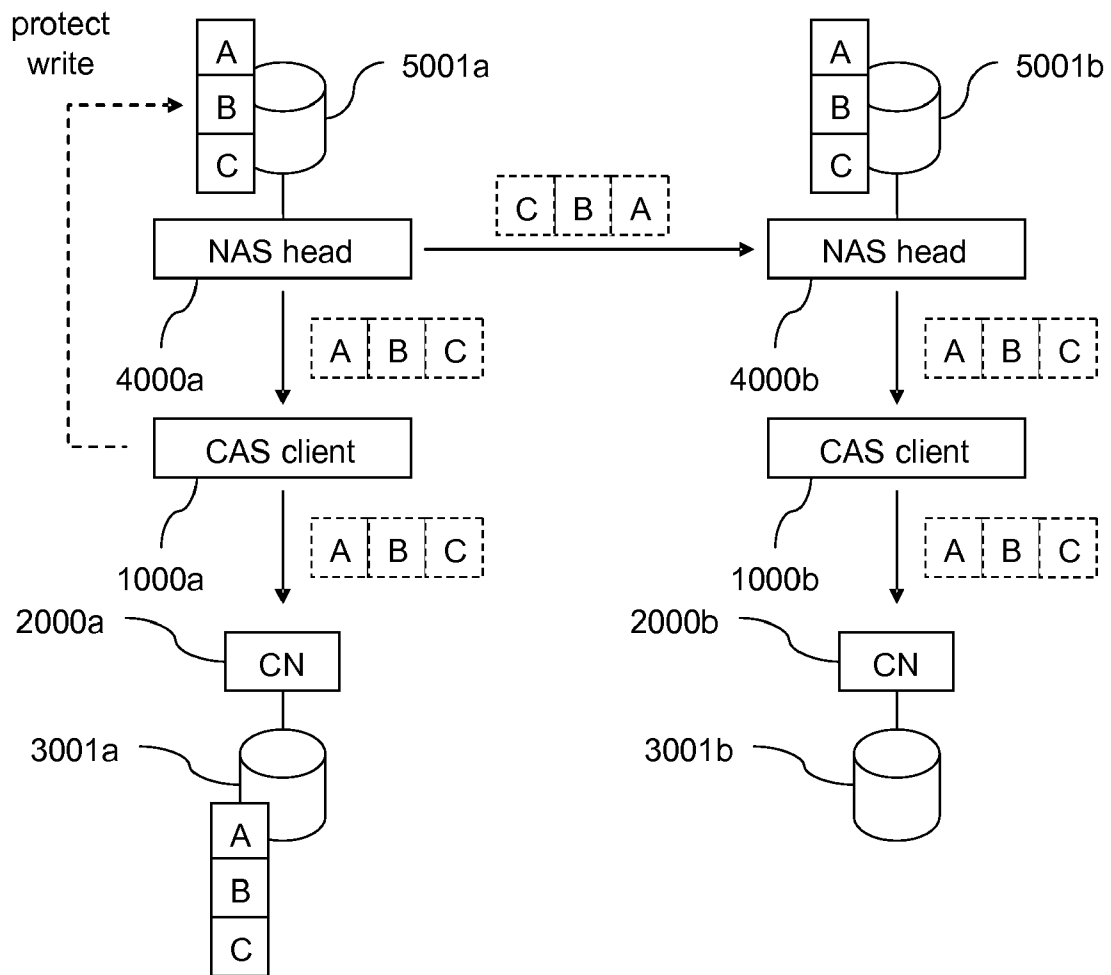 protect
write
A
B
C
5001a
A
B
C
5001b
C B A
NAS head
NAS head
A B C
A B C
4000a
4000b
CAS client
CAS client
A B C
A B C
1000a
1000b
2000a
2000b
CN
CN
3001a
3001b
A
B
C